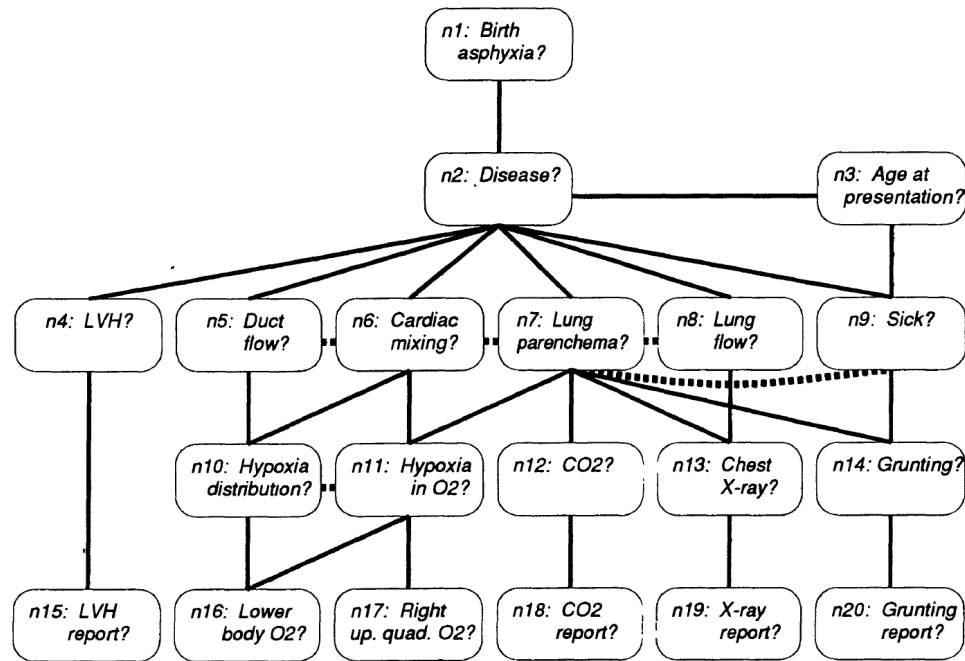 n1: Birth
asphyxia?
n2: Disease?
n3: Age at
presentation?
n4: LVH?
n5: Duct
flow?
n6: Cardiac
mixing?
n7: Lung
parenchema?
n8: Lung
flow?
n9: Sick?
n10: Hypoxia
distribution?
n11: Hypoxia
in O2?
n12: CO2?
n13: Chest
X-ray?
n14: Grunting?
n15: LVH
report?
n16: Lower
body O2?
n17: Right
up. quad. O2?
n18: CO2
report?
n19: X-ray
report?
n20: Grunting
report?